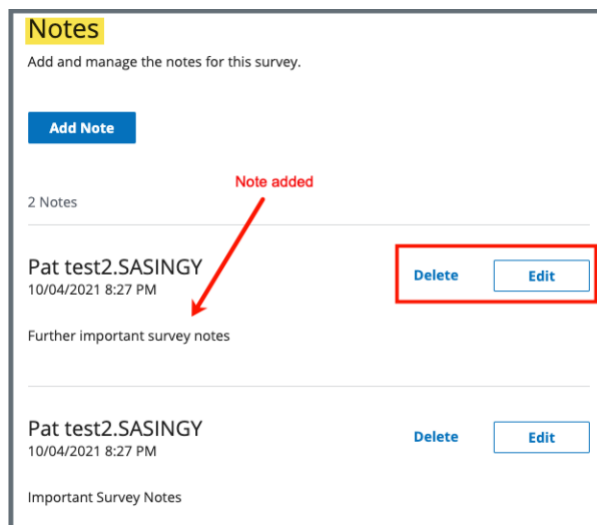 Notes
Add and manage the notes for this survey.
Add Note
Note added
2 Notes
Pat test2.SASINGY
Delete
Edit
10/04/2021 8:27 PM
Further important survey notes
Pat test2.SASINGY
Delete
Edit
10/04/2021 8:27 PM
Important Survey Notes